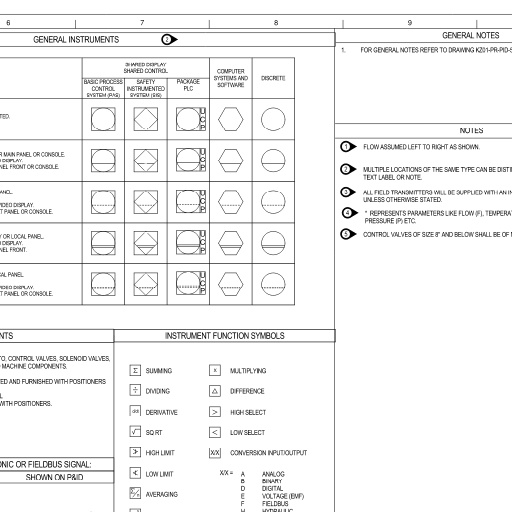 6 7 8 9
GENERAL INSTRUMENTS 2
GENERAL NOTES
1. FOR GENERAL NOTES REFER TO DRAWING KZ01-PR-PID-S
SHARED DISPLAY
SHARED CONTROL
BASIC PROCESS
CONTROL
SYSTEM (PAS)
SAFETY
INSTRUMENTED
SYSTEM (SIS)
PACKAGE
PLC
COMPUTER
SYSTEMS AND
SOFTWARE
DISCRETE
TED.
UCP
R MAIN PANEL OR CONSOLE.
DISPLAY.
NEL FRONT OR CONSOLE.
UCP
ANEL.
VIDEO DISPLAY.
T PANEL OR CONSOLE.
UCP
Y OR LOCAL PANEL.
DISPLAY.
NEL FRONT.
UCP
CAL PANEL
VIDEO DISPLAY.
T PANEL OR CONSOLE.
UCP
NOTES
1 FLOW ASSUMED LEFT TO RIGHT AS SHOWN.
2 MULTIPLE LOCATIONS OF THE SAME TYPE CAN BE DISTI
TEXT LABEL OR NOTE.
3 ALL FIELD TRANSMITTERS WILL BE SUPPLIED WITH AN IN
UNLESS OTHERWISE STATED.
4 * REPRESENTS PARAMETERS LIKE FLOW (F), TEMPERAT
PRESSURE (P) ETC.
5 CONTROL VALVES OF SIZE 8" AND BELOW SHALL BE OF
NTS
TO, CONTROL VALVES, SOLENOID VALVES,
MACHINE COMPONENTS.
ED AND FURNISHED WITH POSITIONERS
WITH POSITIONERS.
ONIC OR FIELDBUS SIGNAL:
SHOWN ON P&ID
INSTRUMENT FUNCTION SYMBOLS
Σ SUMMING
x MULTIPLYING
÷ DIVIDING
△ DIFFERENCE
d/dt DERIVATIVE
> HIGH SELECT
√ SQ RT
< LOW SELECT
HIGH LIMIT
X/X CONVERSION INPUT/OUTPUT
LOW LIMIT
X/X = A ANALOG
B BINARY
D DIGITAL
AVERAGING
E VOLTAGE (EMF)
F FIELDBUS
H HYDRAULIC